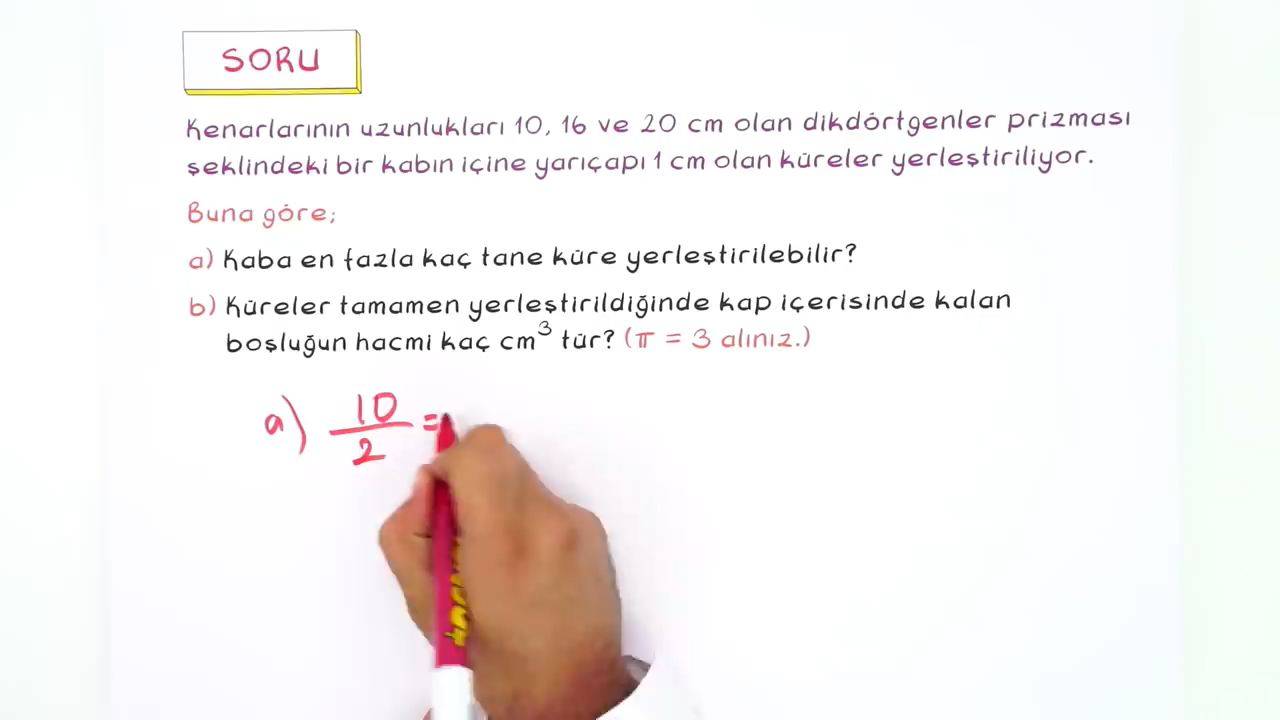 SORU
Kenarlarının uzunlukları 10, 16 ve 20 cm olan dikdörtgenler prizması
şeklindeki bir kabın içine yarıçapı 1 cm olan küreler yerleştiriliyor.
Buna göre;
a) Kaba en fazla kaç tane küre yerleştirilebilir?
b) Küreler tamamen yerleştirildiğinde kap içerisinde kalan
boşluğun hacmi kaç cm³ tür? (π = 3 alınız.)
a) 10/2 =